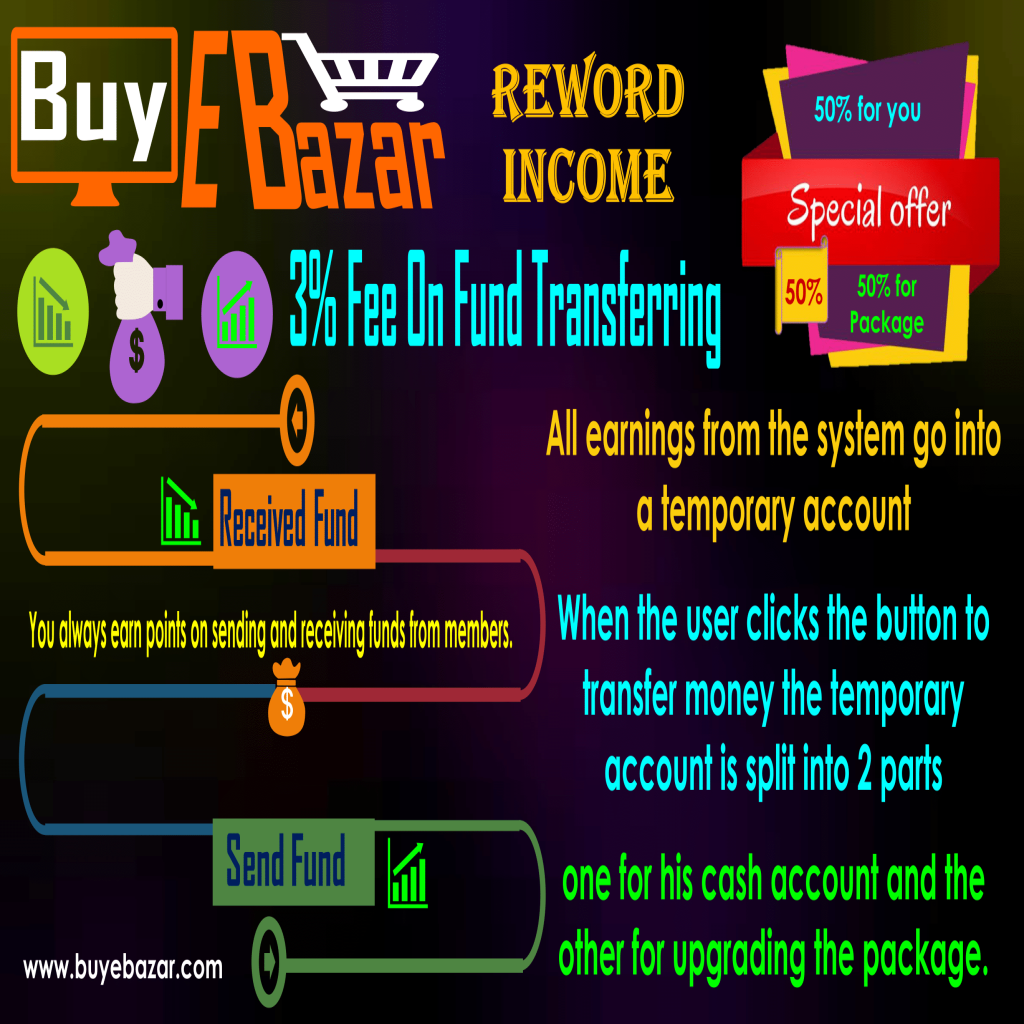 Buy E Bazar
REWORD
INCOME
50% for you
Special offer
50%
50% for
Package
3% Fee On Fund Transferring
$
Received Fund
You always earn points on sending and receiving funds from members.
$
Send Fund
www.buyebazar.com
All earnings from the system go into
a temporary account
When the user clicks the button to
transfer money the temporary
account is split into 2 parts
one for his cash account and the
other for upgrading the package.